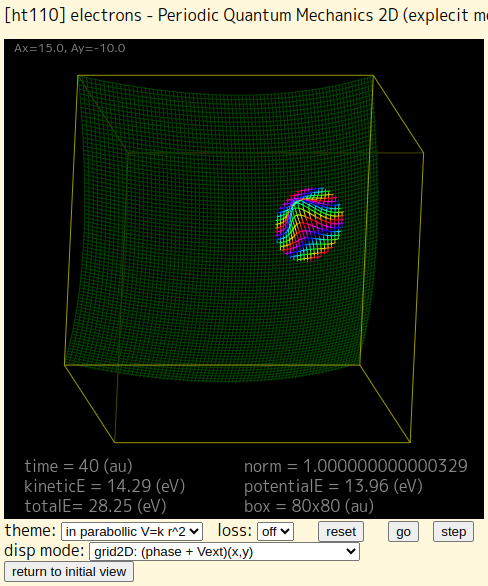 [ht110] electrons - Periodic Quantum Mechanics 2D (explecit m
Ax=15.0, Ay=-10.0
time = 40 (au) norm = 1.000000000000329
kineticE = 14.29 (eV) potentialE = 13.96 (eV)
totalE= 28.25 (eV) box = 80x80 (au)
theme: in parabollic V=k r^2 loss: off reset go step
disp mode: grid2D: (phase + Vext)(x,y)
return to initial view